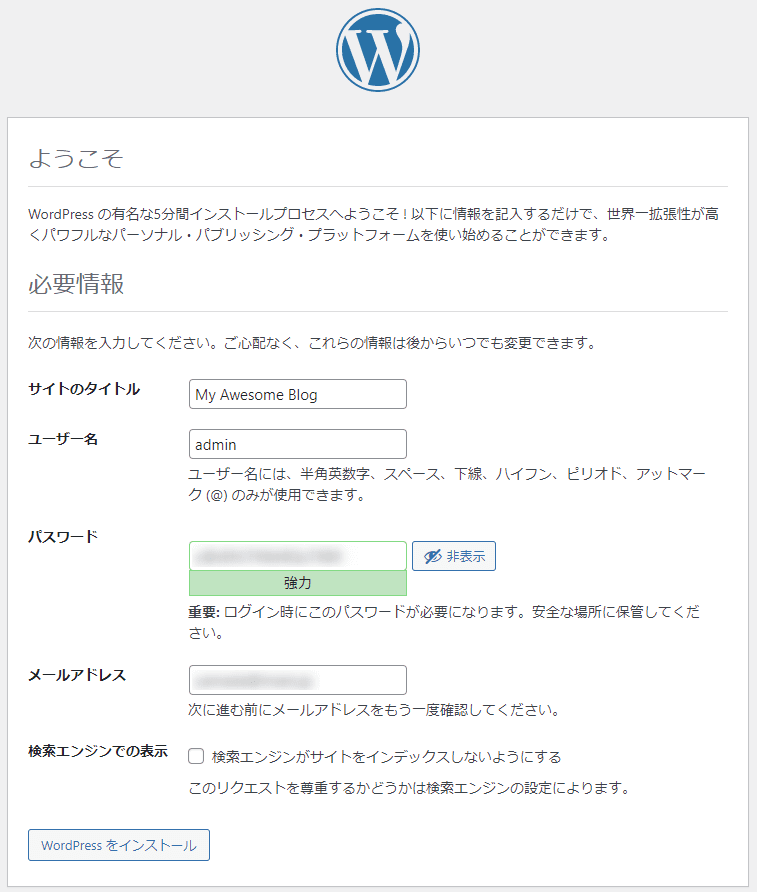 ようこそ
WordPress の有名な5分間インストールプロセスへようこそ ! 以下に情報を記入するだけで、世界一拡張性が高
くパワフルなパーソナル・パブリッシング・プラットフォームを使い始めることができます。
必要情報
次の情報を入力してください。ご心配なく、これらの情報は後からいつでも変更できます。
サイトのタイトル
My Awesome Blog
ユーザー名
admin
ユーザー名には、半角英数字、スペース、下線、ハイフン、ピリオド、アットマー
ク (@) のみが使用できます。
パスワード
非表示
強力
重要: ログイン時にこのパスワードが必要になります。安全な場所に保管してくだ
さい。
メールアドレス
次に進む前にメールアドレスをもう一度確認してください。
検索エンジンでの表示
検索エンジンがサイトをインデックスしないようにする
このリクエストを尊重するかどうかは検索エンジンの設定によります。
WordPress をインストール